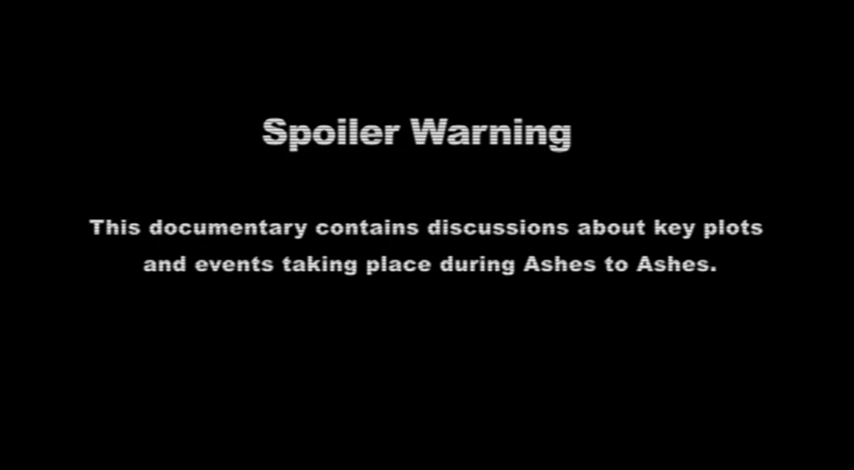 Spoiler Warning
This documentary contains discussions about key plots
and events taking place during Ashes to Ashes.